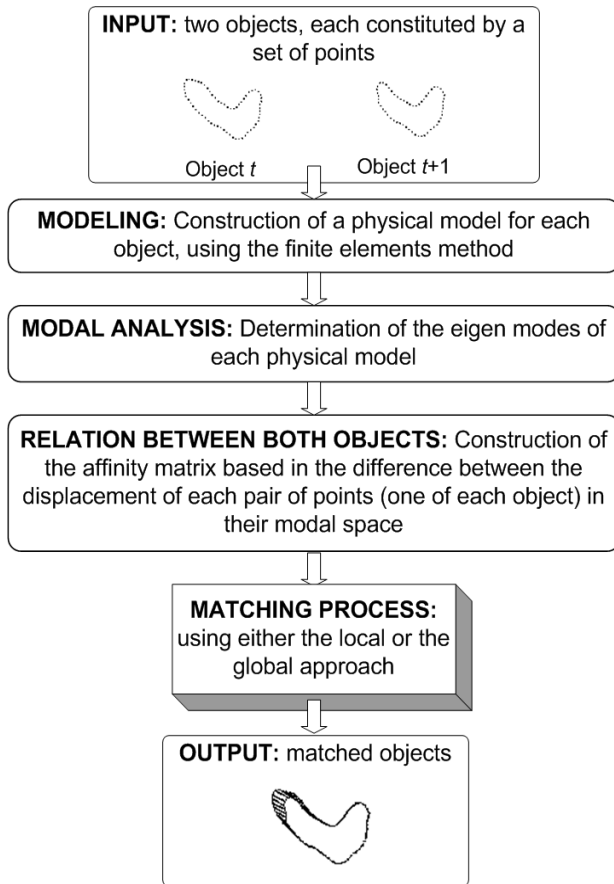 INPUT: two objects, each constituted by a
set of points
Object t
Object t+1
MODELING: Construction of a physical model for each
object, using the finite elements method
MODAL ANALYSIS: Determination of the eigen modes of
each physical model
RELATION BETWEEN BOTH OBJECTS: Construction of
the affinity matrix based in the difference between the
displacement of each pair of points (one of each object) in
their modal space
MATCHING PROCESS:
using either the local or the
global approach
OUTPUT: matched objects